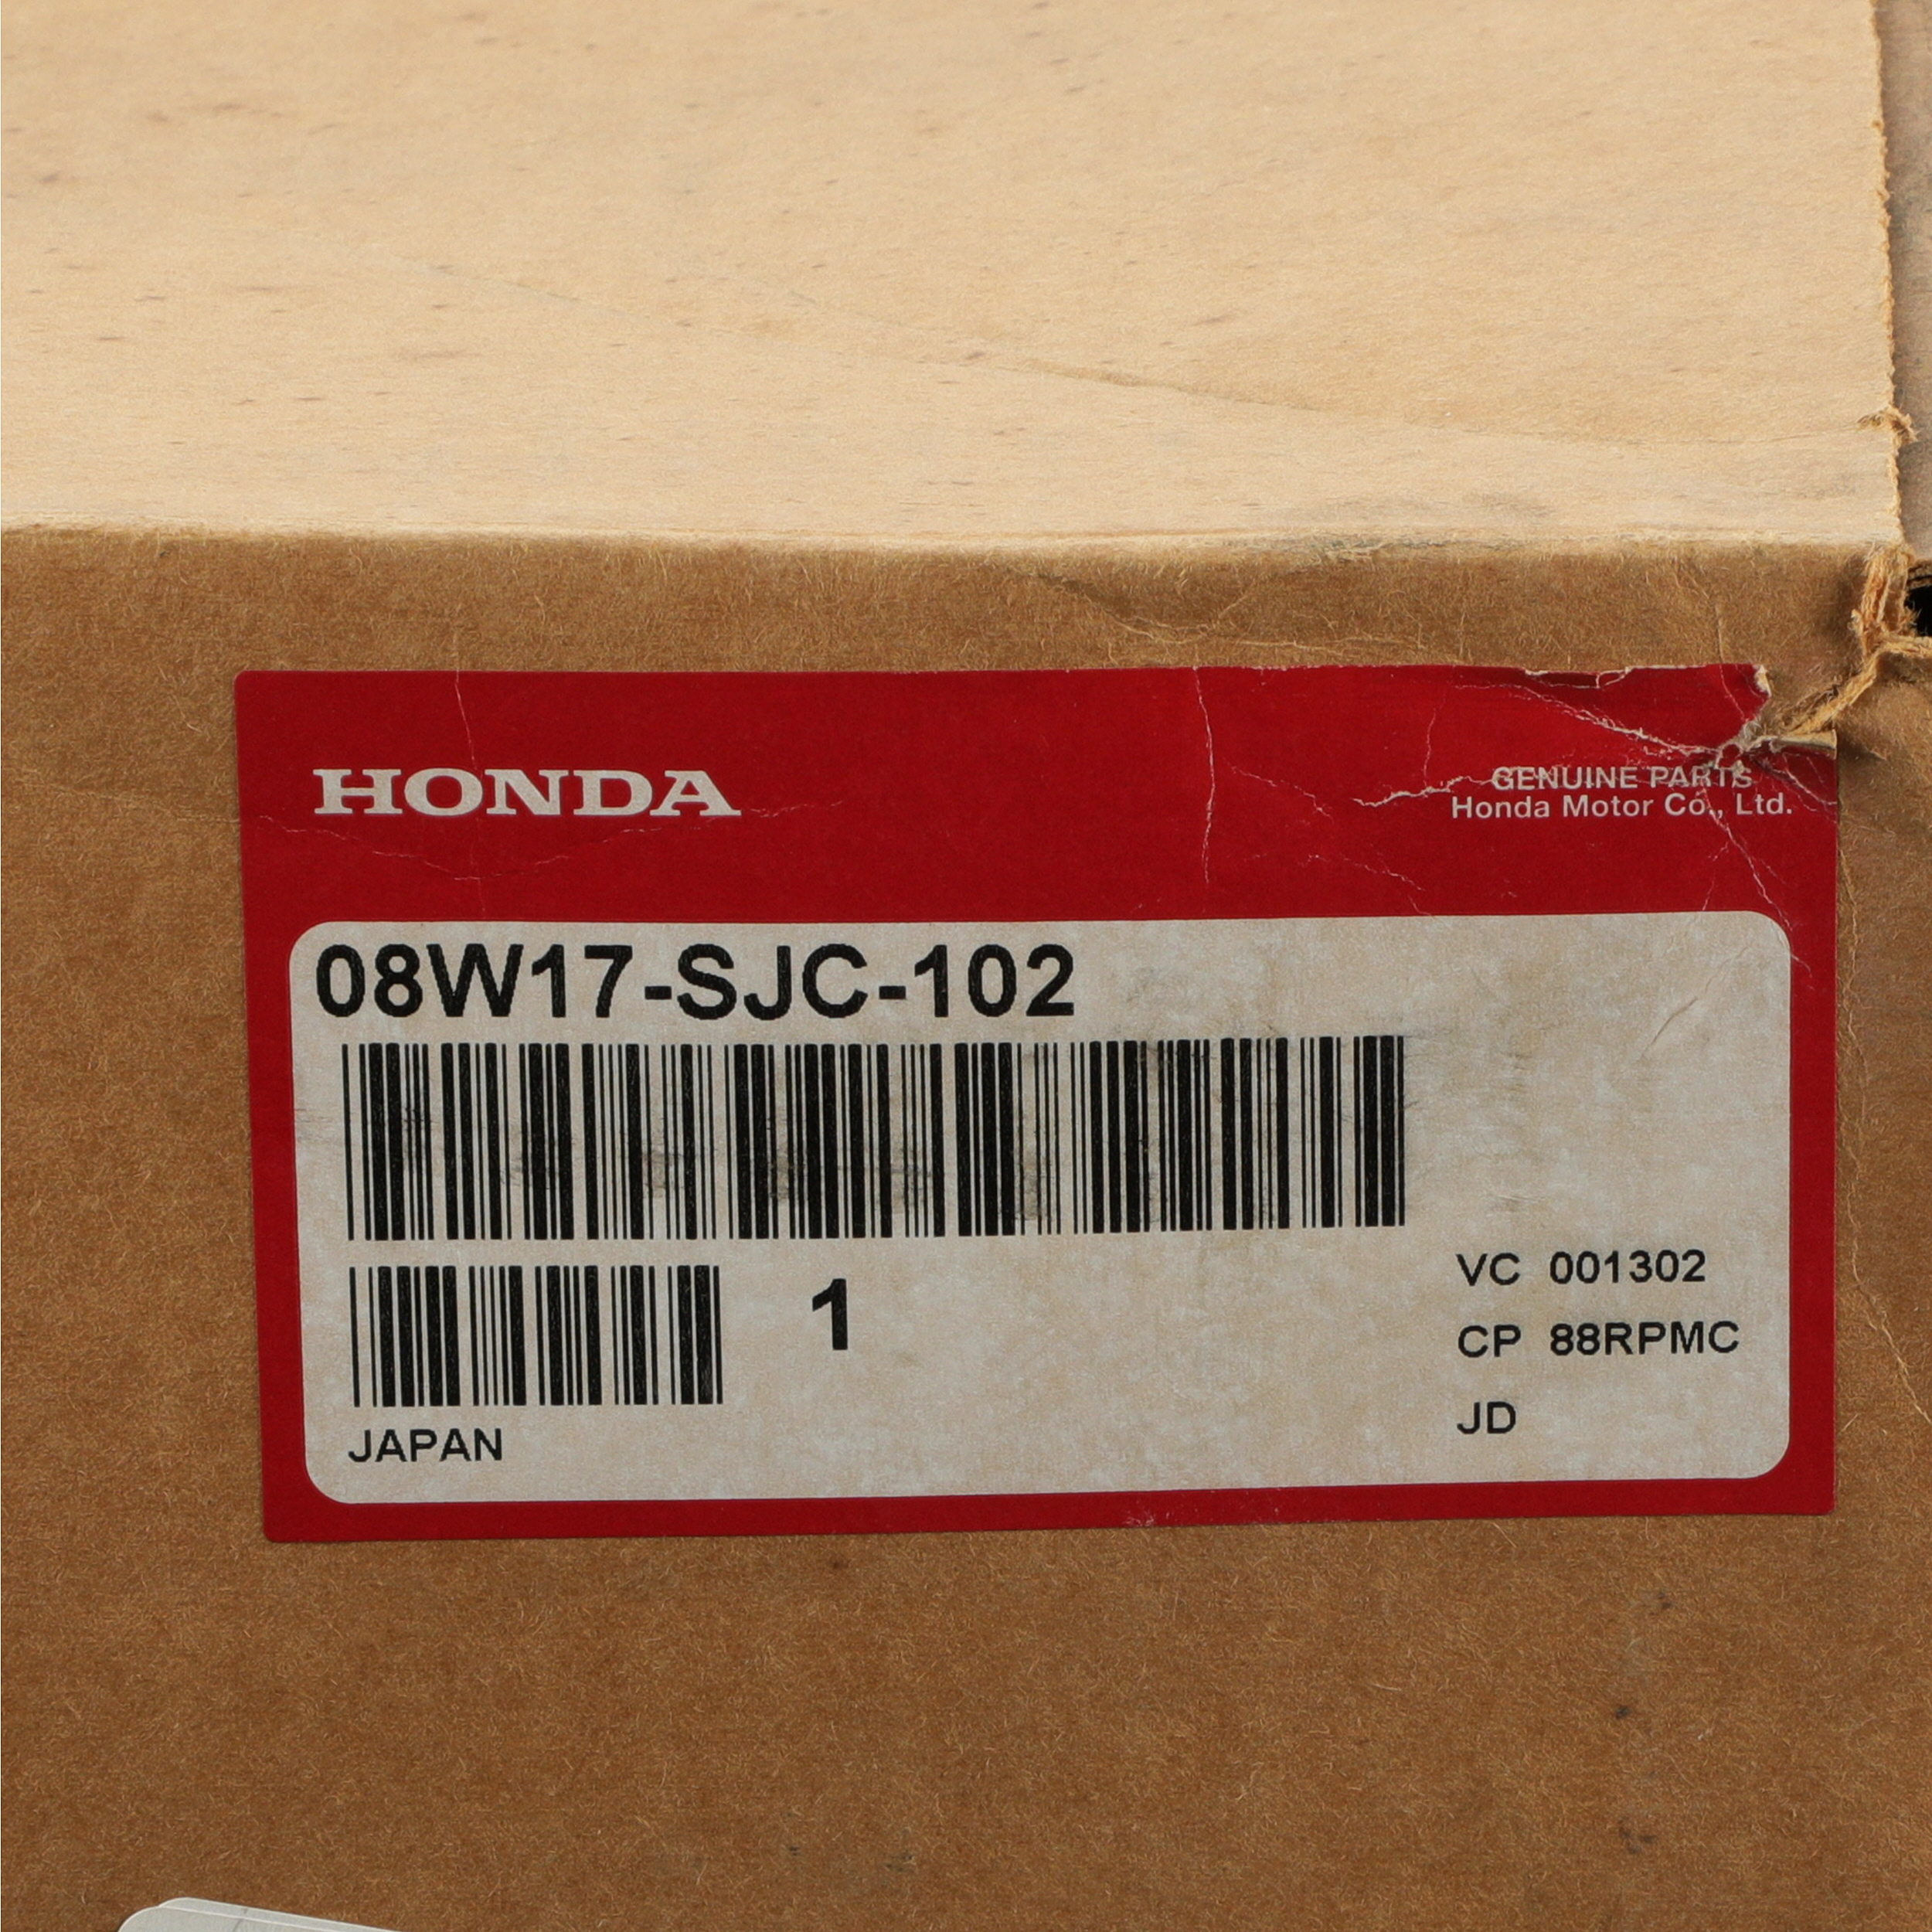 HONDA
GENUINE PARTS
Honda Motor Co., Ltd.
08W17-SJC-102
1
VC 001302
CP 88RPMC
JD
JAPAN